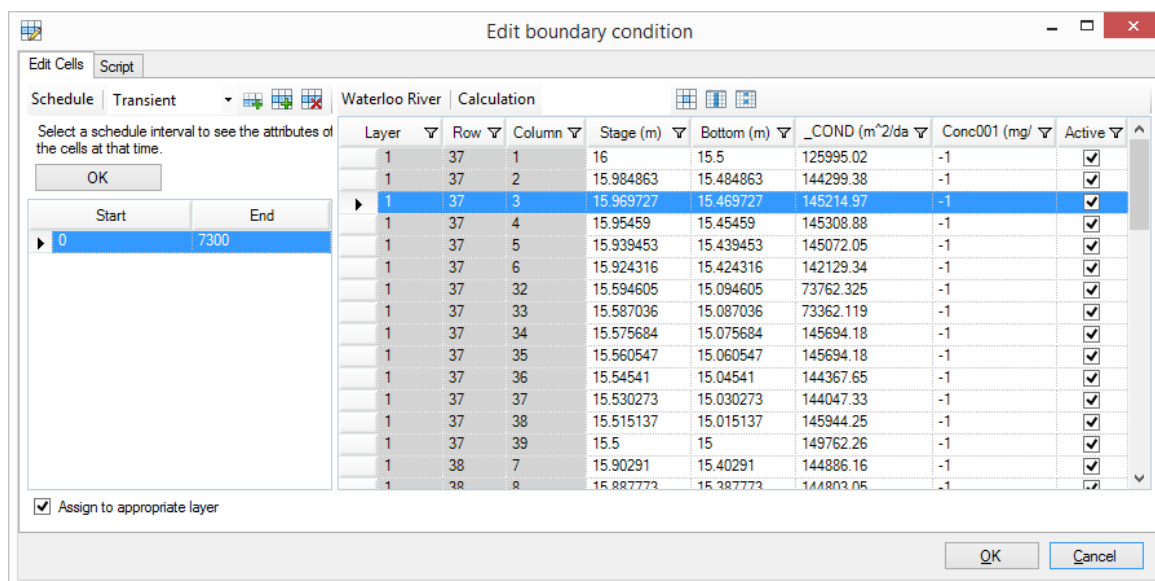 Edit boundary condition
Edit Cells Script
Schedule Transient Waterloo River Calculation
Select a schedule interval to see the attributes of
the cells at that time.
OK
Start End
0 7300
Layer Row Column Stage (m) Bottom (m) _COND (m^2/da Conc001 (mg/ Active
1 37 1 16 15.5 125995.02 -1
1 37 2 15.984863 15.484863 144299.38 -1
1 37 3 15.969727 15.469727 145214.97 -1
1 37 4 15.95459 15.45459 145308.88 -1
1 37 5 15.939453 15.439453 145072.05 -1
1 37 6 15.924316 15.424316 142129.34 -1
1 37 32 15.594605 15.094605 73762.325 -1
1 37 33 15.587036 15.087036 73362.119 -1
1 37 34 15.575684 15.075684 145694.18 -1
1 37 35 15.560547 15.060547 145694.18 -1
1 37 36 15.54541 15.04541 144367.65 -1
1 37 37 15.530273 15.030273 144047.33 -1
1 37 38 15.515137 15.015137 145944.25 -1
1 37 39 15.5 15 149762.26 -1
1 38 7 15.90291 15.40291 144886.16 -1
1 38 8 15.887773 15.387773 144803.05 -1
Assign to appropriate layer
OK Cancel